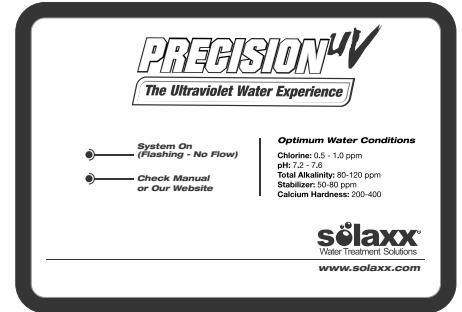 PRECISION UV
The Ultraviolet Water Experience
System On
(Flashing - No Flow)
Check Manual
or Our Website
Optimum Water Conditions
Chlorine: 0.5 - 1.0 ppm
pH: 7.2 - 7.6
Total Alkalinity: 80-120 ppm
Stabilizer: 50-80 ppm
Calcium Hardness: 200-400
sölaxx
Water Treatment Solutions
www.solaxx.com